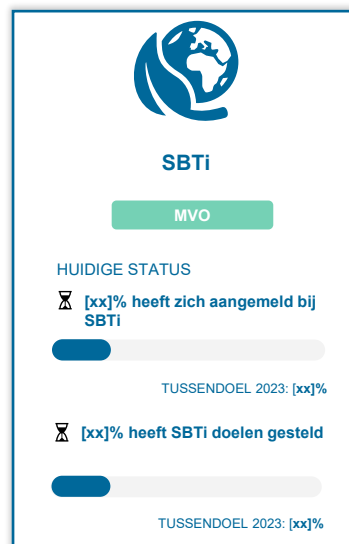 SBTi
MVO
HUIDIGE STATUS
[xx]% heeft zich aangemeld bij
SBTi
TUSSENDOEL 2023: [xx]%
[xx]% heeft SBTi doelen gesteld
TUSSENDOEL 2023: [xx]%